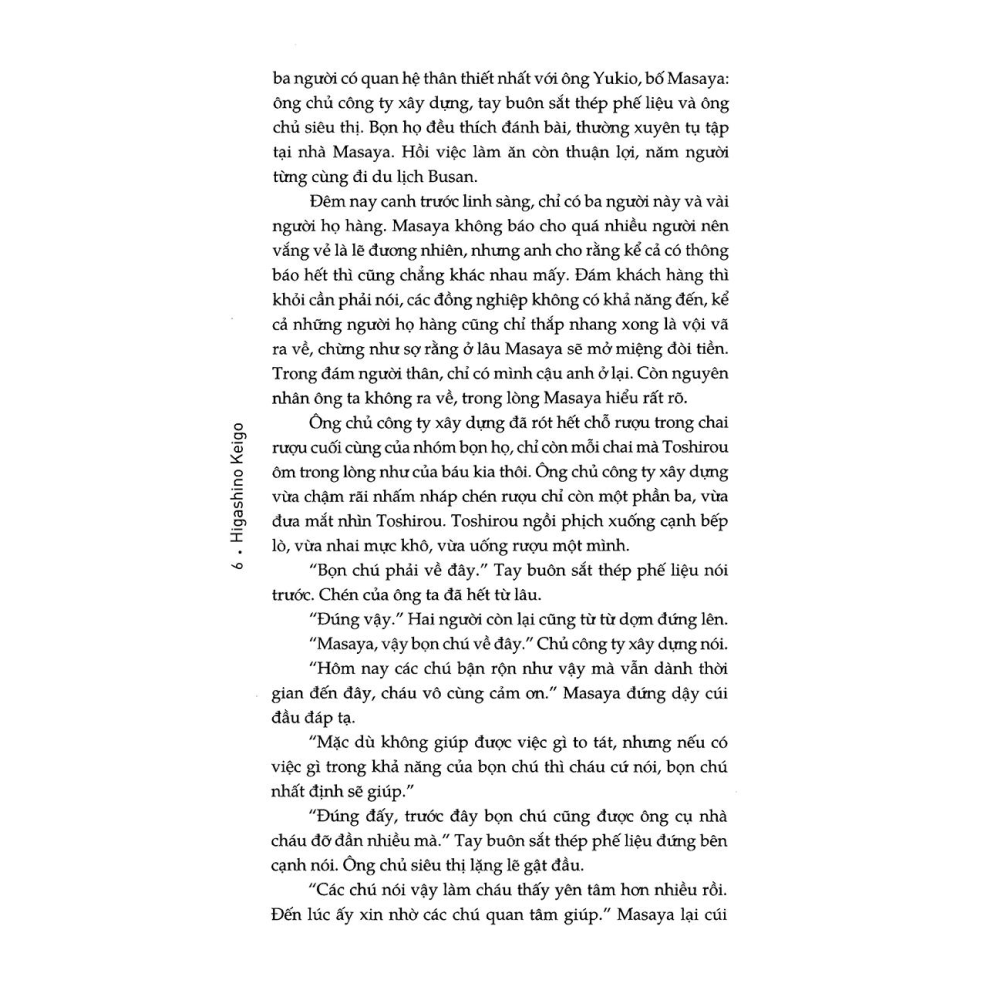 ba người có quan hệ thân thiết nhất với ông Yukio, bố Masaya:
ông chủ công ty xây dựng, tay buôn sắt thép phế liệu và ông
chủ siêu thị. Bọn họ đều thích đánh bài, thường xuyên tụ tập
tại nhà Masaya. Hồi việc làm ăn còn thuận lợi, năm người
từng cùng đi du lịch Busan.
Đêm nay canh trước linh sàng, chỉ có ba người này và vài
người họ hàng. Masaya không báo cho quá nhiều người nên
vắng vẻ là lẽ đương nhiên, nhưng anh cho rằng kể cả có thông
báo hết thì cũng chẳng khác nhau mấy. Đám khách hàng thì
khỏi cần phải nói, các đồng nghiệp không có khả năng đến, kể
cả những người họ hàng cũng chỉ thắp nhang xong là vội vã
ra về, chừng như sợ rằng ở lâu Masaya sẽ mở miệng đòi tiền.
Trong đám người thân, chỉ có mình cậu anh ở lại. Còn nguyên
nhân ông ta không ra về, trong lòng Masaya hiểu rất rõ.
Ông chủ công ty xây dựng đã rót hết chỗ rượu trong chai
rượu cuối cùng của nhóm bọn họ, chỉ còn mỗi chai mà Toshirou
ôm trong lòng như của báu kia thôi. Ông chủ công ty xây dựng
vừa chậm rãi nhấm nháp chén rượu chỉ còn một phần ba, vừa
đưa mắt nhìn Toshirou. Toshirou ngồi phịch xuống cạnh bếp
lò, vừa nhai mực khô, vừa uống rượu một mình.
“Bọn chú phải về đây.” Tay buôn sắt thép phế liệu nói
trước. Chén của ông ta đã hết từ lâu.
“Đúng vậy.” Hai người còn lại cũng từ từ dợm đứng lên.
“Masaya, vậy bọn chú về đây.” Chủ công ty xây dựng nói.
“Hôm nay các chú bận rộn như vậy mà vẫn dành thời
gian đến đây, cháu vô cùng cảm ơn.” Masaya đứng dậy cúi
đầu đáp tạ.
“Mặc dù không giúp được việc gì to tát, nhưng nếu có
việc gì trong khả năng của bọn chú thì cháu cứ nói, bọn chú
nhất định sẽ giúp.”
“Đúng đấy, trước đây bọn chú cũng được ông cụ nhà
cháu đỡ đần nhiều mà.” Tay buôn sắt thép phế liệu đứng bên
cạnh nói. Ông chủ siêu thị lặng lẽ gật đầu.
“Các chú nói vậy làm cháu thấy yên tâm hơn nhiều rồi.
Đến lúc ấy xin nhờ các chú quan tâm giúp.” Masaya lại cúi
6 • Higashino Keigo